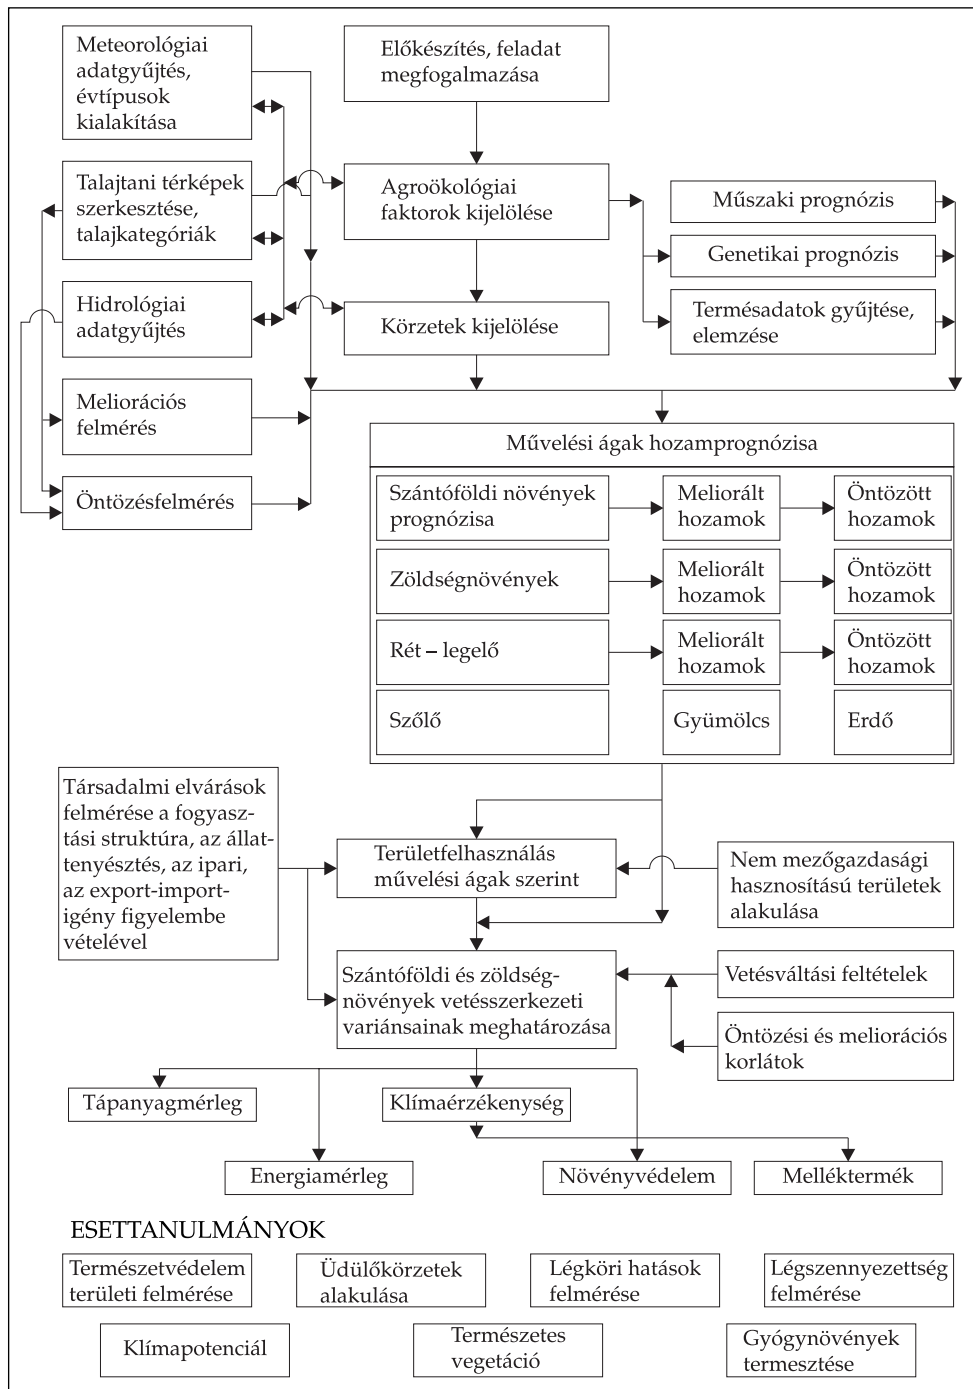 Meteorológiai
adatgyűjtés,
évtípusok
kialakítása
Előkészítés, feladat
megfogalmazása
Talajtani térképek
szerkesztése,
talajkategóriák
Agroökológiai
faktorok kijelölése
Műszaki prognózis
Genetikai prognózis
Hidrológiai
adatgyűjtés
Körzetek kijelölése
Termésadatok gyűjtése,
elemzése
Meliorációs
felmérés
Öntözésfelmérés
Művelési ágak hozamprognózisa
Szántóföldi növények
prognózisa
Meliorált
hozamok
Öntözött
hozamok
Zöldségnövények
Meliorált
hozamok
Öntözött
hozamok
Rét – legelő
Meliorált
hozamok
Öntözött
hozamok
Szőlő
Gyümölcs
Erdő
Társadalmi elvárások
felmérése a fogyasz-
tási struktúra, az állat-
tenyésztés, az ipari,
az export-import-
igény figyelembe
vételével
Területfelhasználás
művelési ágak szerint
Nem mezőgazdasági
hasznosítású területek
alakulása
Szántóföldi és zöldség-
növények vetésszerkezeti
variánsainak meghatározása
Vetésváltási feltételek
Öntözési és meliorációs
korlátok
Tápanyagmérleg
Klímaérzékenység
Energiamérleg
Növényvédelem
Melléktermék
ESETTANULMÁNYOK
Természetvédelem
területi felmérése
Üdülőkörzetek
alakulása
Légköri hatások
felmérése
Légszennyezettség
felmérése
Klímapotenciál
Természetes
vegetáció
Gyógynövények
termesztése